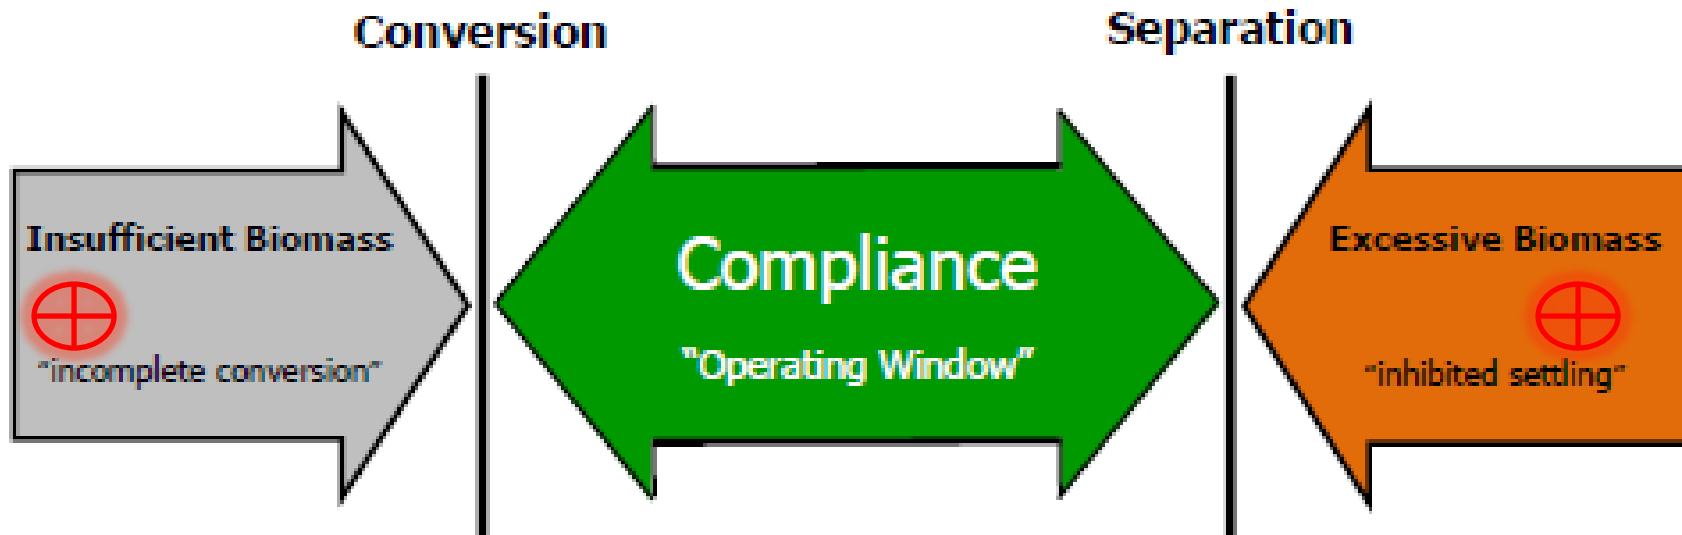 Conversion
Separation
Insufficient Biomass
"incomplete conversion"
Compliance
"Operating Window"
Excessive Biomass
"inhibited settling"